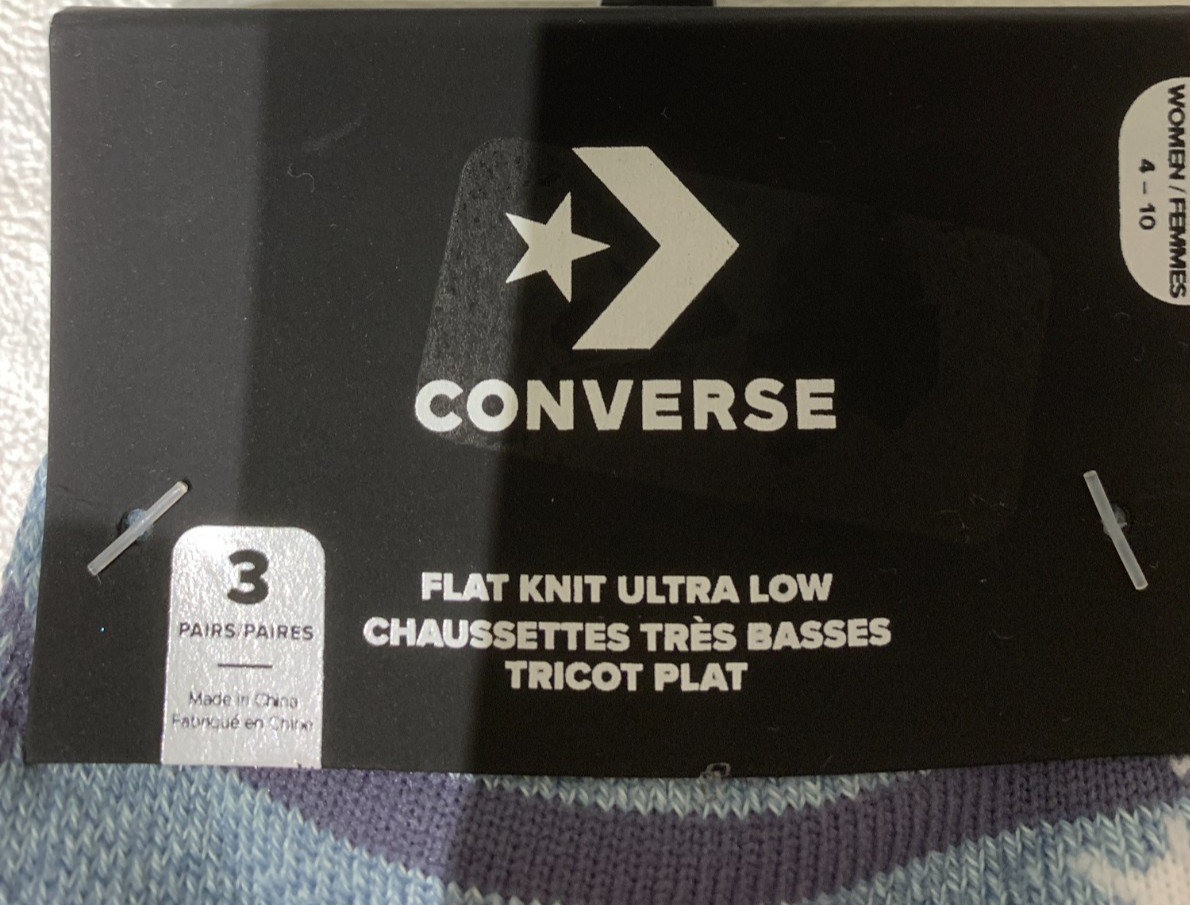 CONVERSE
WOMEN / FEMMES
4 – 10
3
PAIRS/PAIRES
Made in China
Fabriqué en Chine
FLAT KNIT ULTRA LOW
CHAUSSETTES TRÈS BASSES
TRICOT PLAT